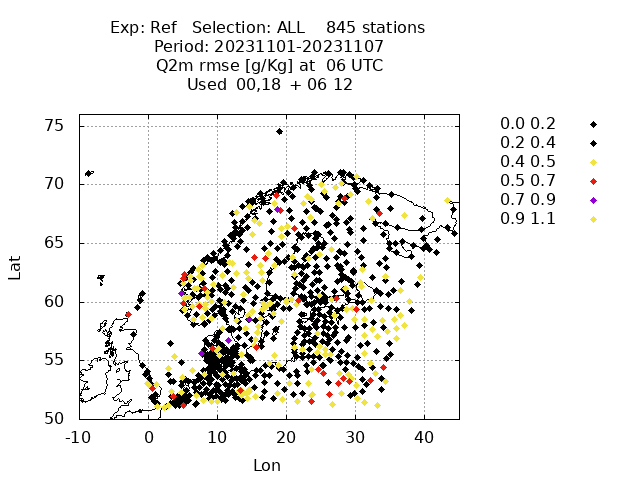 Exp: Ref Selection: ALL 845 stations
Period: 20231101-20231107
Q2m rmse [g/Kg] at 06 UTC
Used 00,18 + 06 12
0.0 0.2
0.2 0.4
0.4 0.5
0.5 0.7
0.7 0.9
0.9 1.1
75
70
65
60
55
50
Lat
-10 0 10 20 30 40
Lon